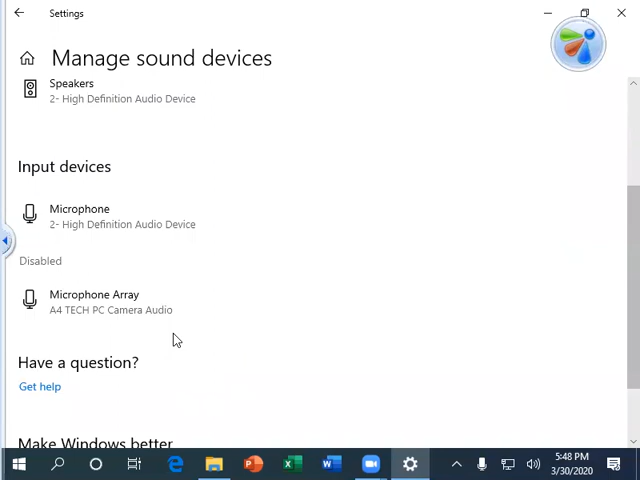 Settings
Manage sound devices
Speakers
2- High Definition Audio Device
Input devices
Microphone
2- High Definition Audio Device
Disabled
Microphone Array
A4 TECH PC Camera Audio
Have a question?
Get help
Make Windows better
5:48 PM
3/30/2020